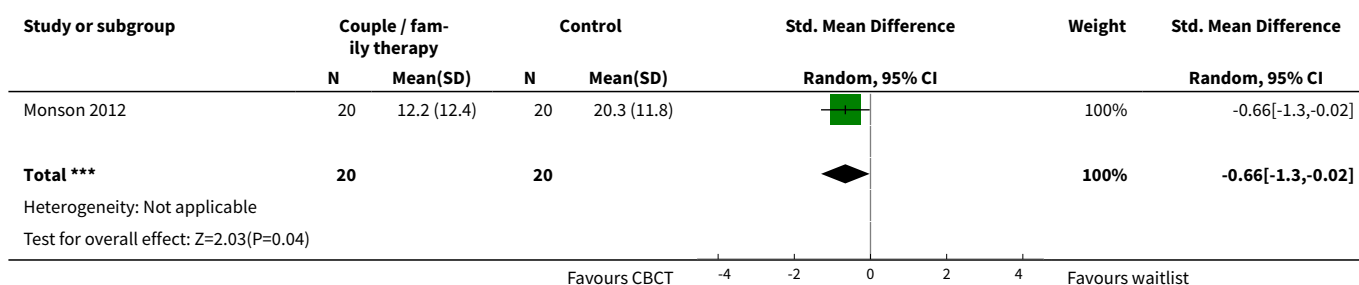 Study or subgroup Couple / fam- Control Std. Mean Difference Weight Std. Mean Difference
ily therapy
N Mean(SD) N Mean(SD) Random, 95% CI Random, 95% CI
Monson 2012 20 12.2 (12.4) 20 20.3 (11.8) 100% -0.66[-1.3,-0.02]
Total *** 20 20 100% -0.66[-1.3,-0.02]
Heterogeneity: Not applicable
Test for overall effect: Z=2.03(P=0.04)
Favours CBCT -4 -2 0 2 4 Favours waitlist